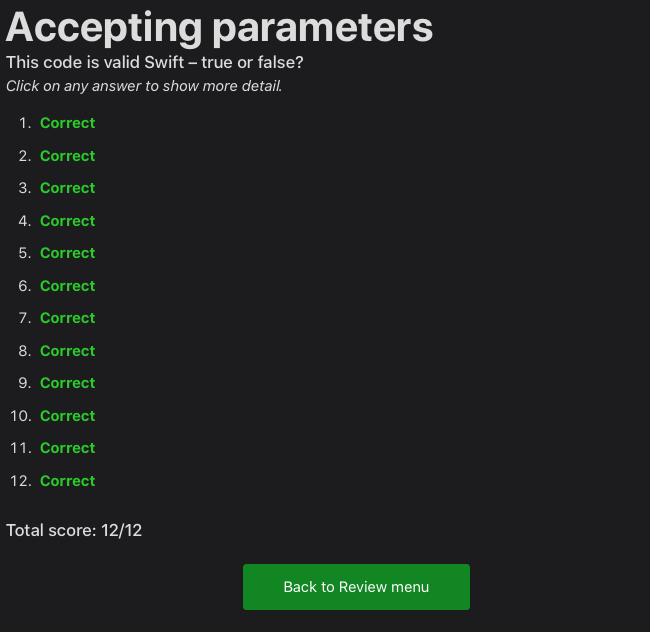 Accepting parameters
This code is valid Swift – true or false?
Click on any answer to show more detail.
1. Correct
2. Correct
3. Correct
4. Correct
5. Correct
6. Correct
7. Correct
8. Correct
9. Correct
10. Correct
11. Correct
12. Correct
Total score: 12/12
Back to Review menu